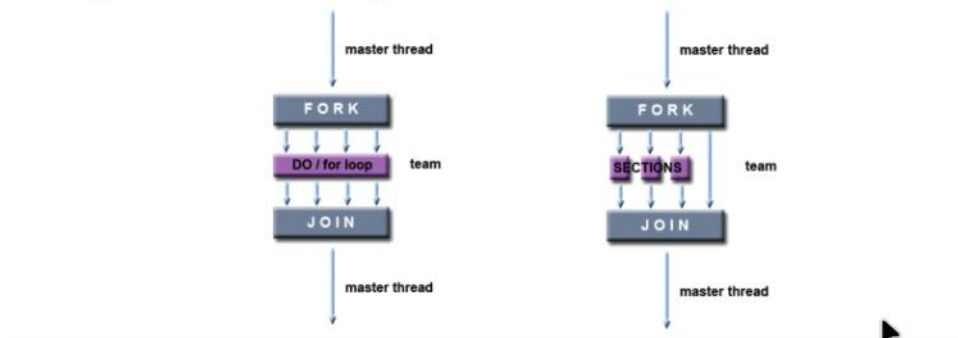 master thread
FORK
DO / for loop
team
JOIN
master thread
master thread
FORK
SECTIONS
team
JOIN
master thread